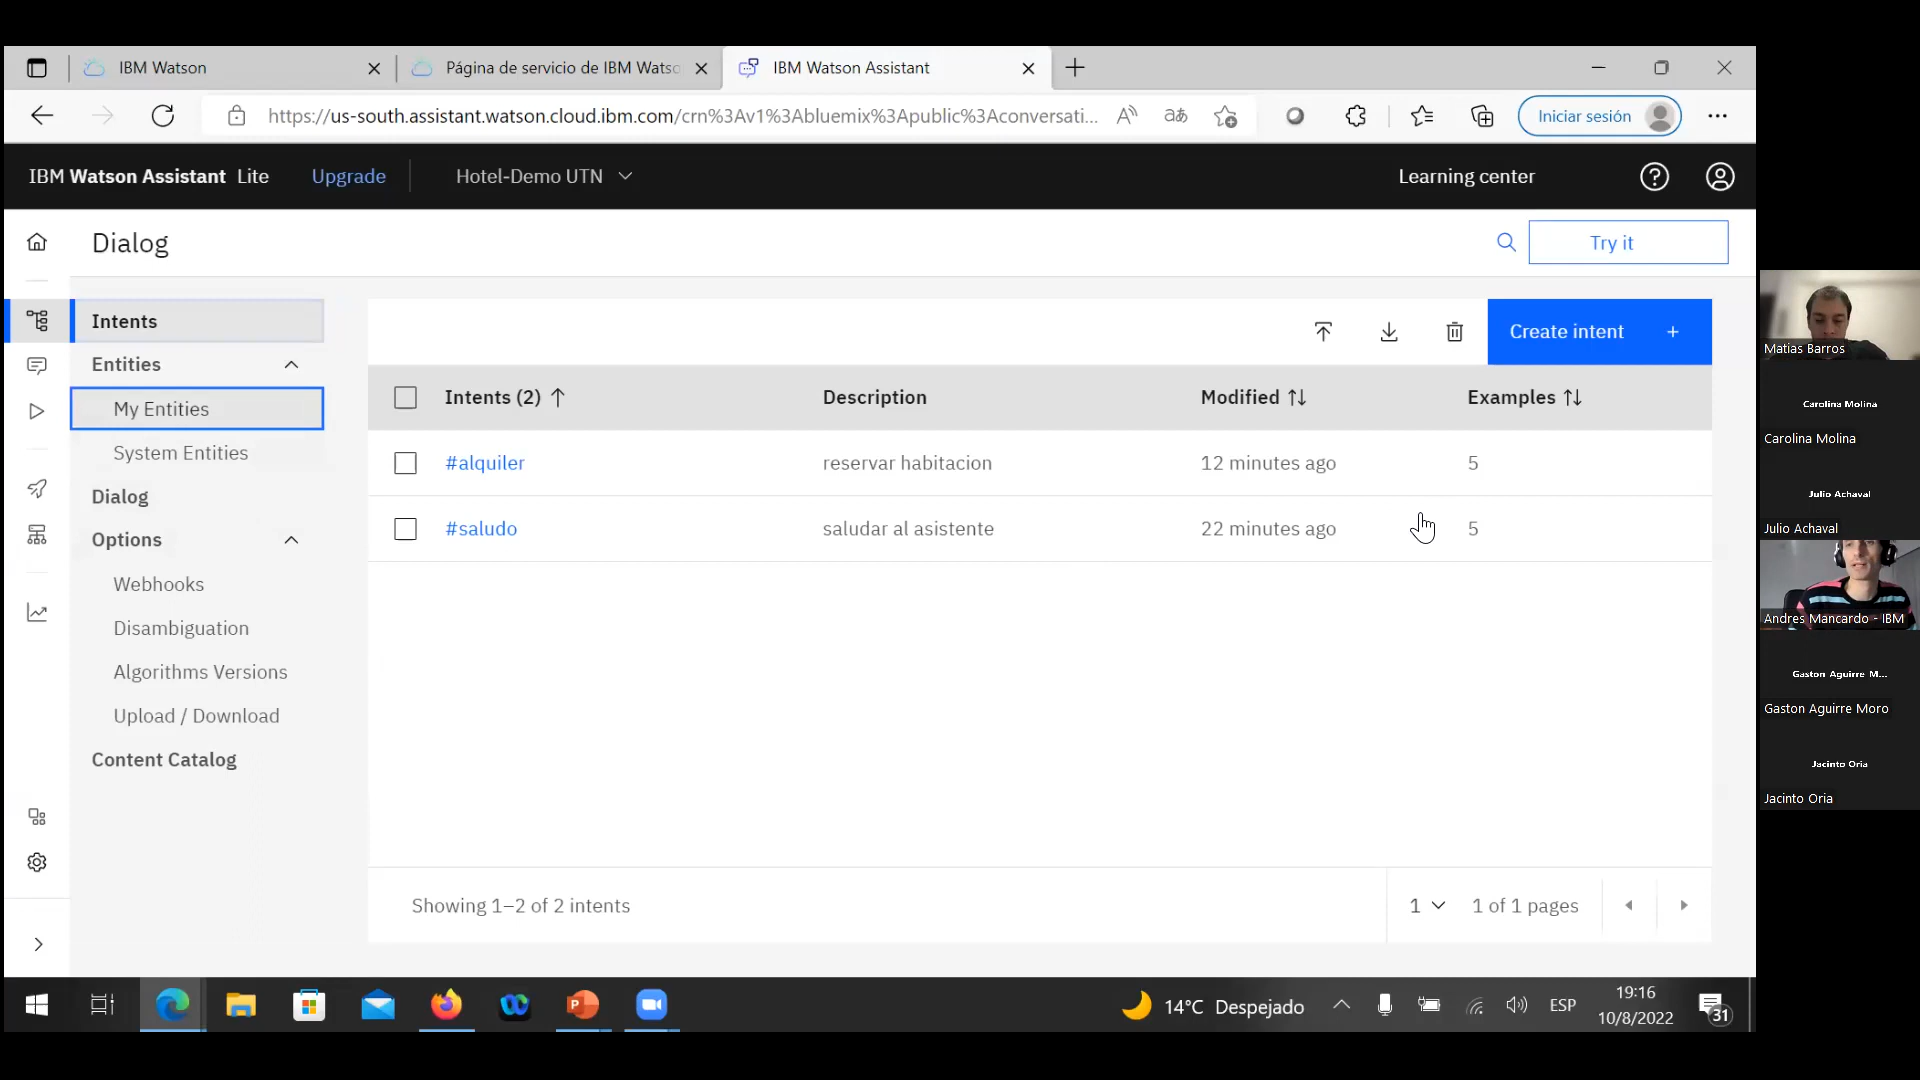 IBM Watson
Página de servicio de IBM Watso
IBM Watson Assistant
https://us-south.assistant.watson.cloud.ibm.com/crn%3Av1%3Abluemix%3Apublic%3Aconversati...
Iniciar sesión
IBM Watson Assistant Lite
Upgrade
Hotel-Demo UTN
Learning center
Dialog
Try it
Intents
Entities
My Entities
System Entities
Dialog
Options
Webhooks
Disambiguation
Algorithms Versions
Upload / Download
Content Catalog
Create intent +
Intents (2)
Description
Modified
Examples
#alquiler
reservar habitacion
12 minutes ago
5
#saludo
saludar al asistente
22 minutes ago
5
Showing 1–2 of 2 intents
1
1 of 1 pages
Matias Barros
Carolina Molina
Carolina Molina
Julio Achaval
Julio Achaval
Andres Mancardo - IBM
Gaston Aguirre M...
Gaston Aguirre Moro
Jacinto Oria
Jacinto Oria
14°C Despejado
ESP
19:16
10/8/2022
31